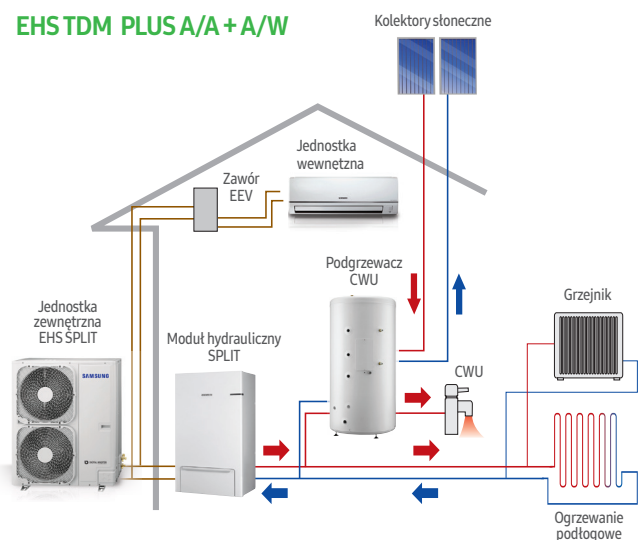 EHS TDM PLUS A/A + A/W
Kolektory słoneczne
Jednostka
wewnętzna
Zawór
EEV
Podgrzewacz
CWU
Grzejnik
Jednostka
zewnętrzna
EHS SPLIT
Moduł hydrauliczny
SPLIT
CWU
SAMSUNG
Ogrzewanie
podłogowe